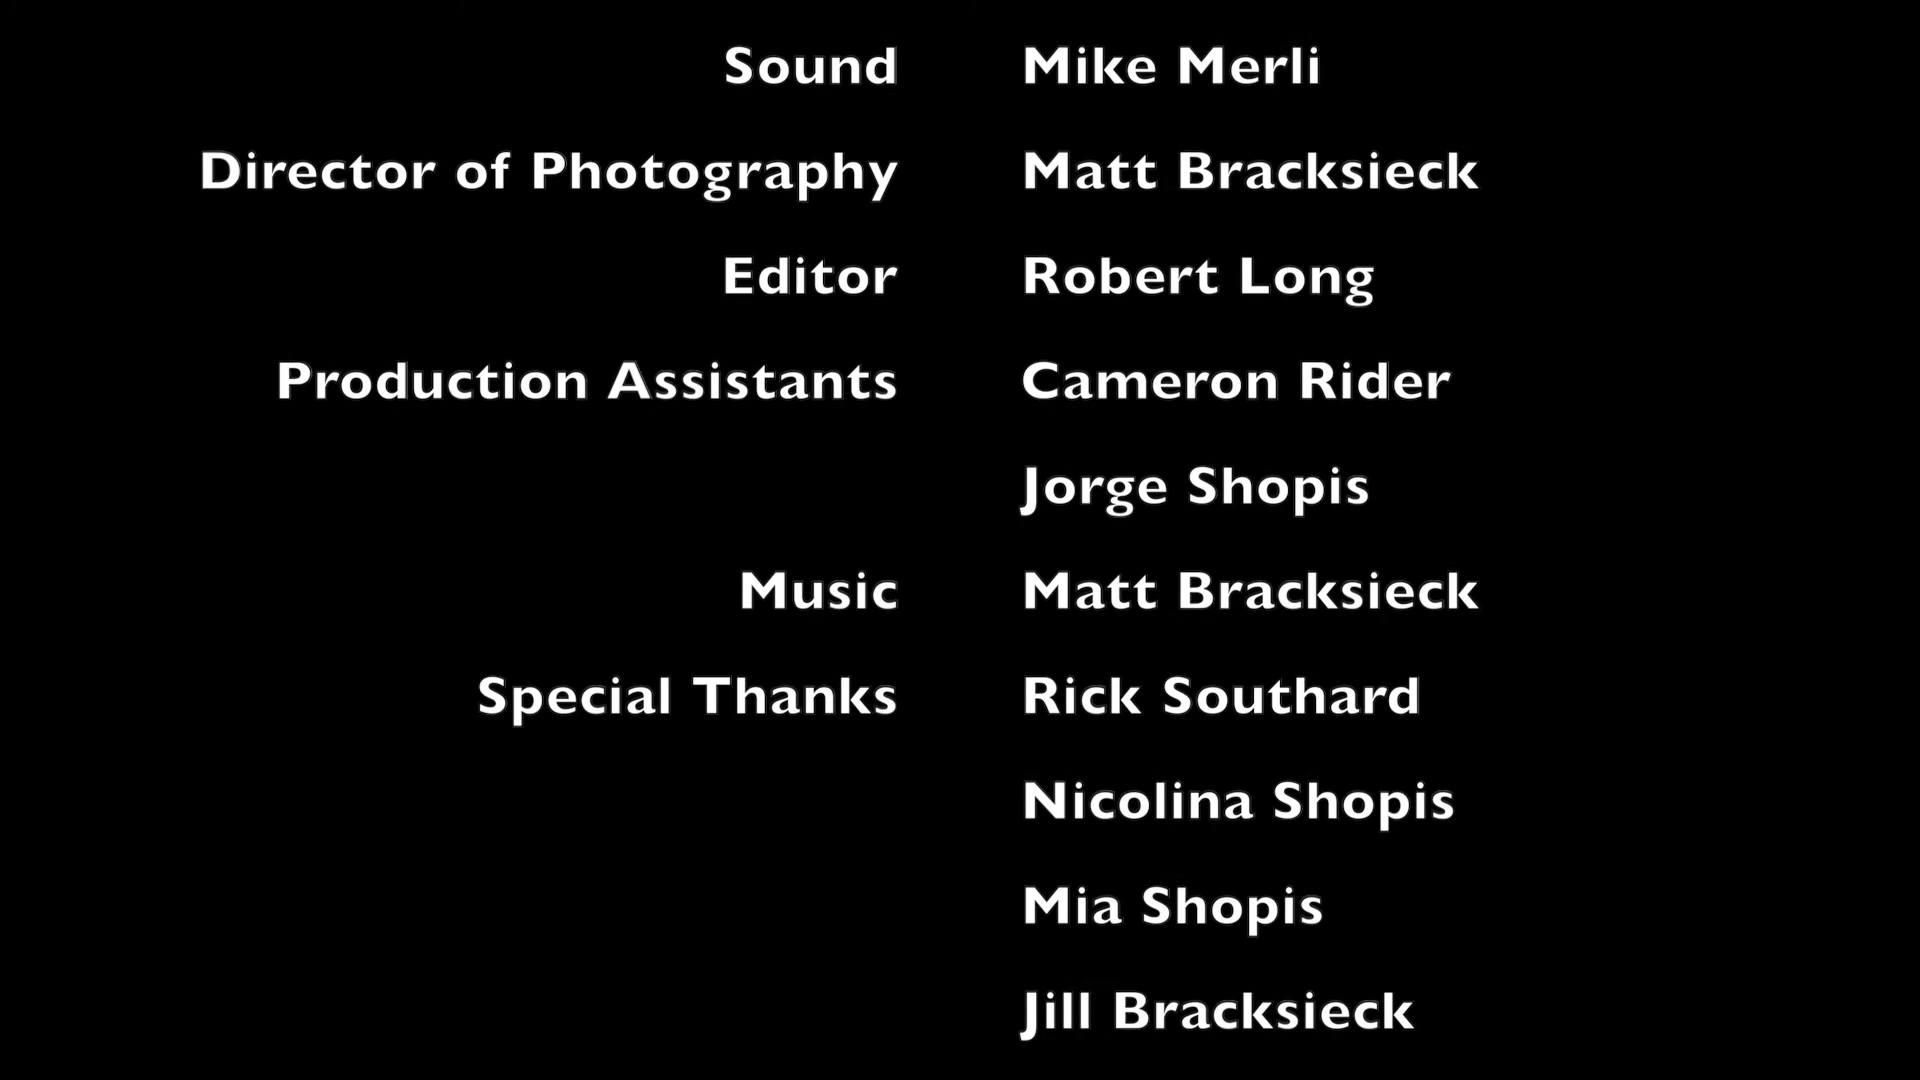 Sound Mike Merli
Director of Photography Matt Bracksieck
Editor Robert Long
Production Assistants Cameron Rider
Jorge Shopis
Music Matt Bracksieck
Special Thanks Rick Southard
Nicolina Shopis
Mia Shopis
Jill Bracksieck